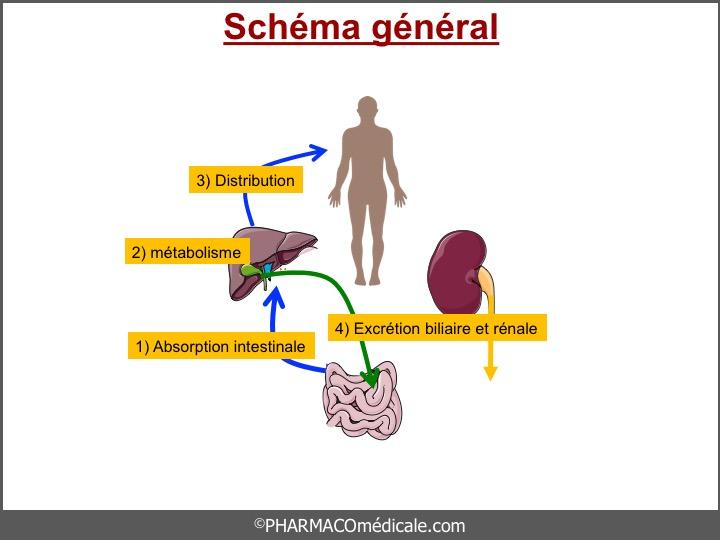 Schéma général
3) Distribution
2) métabolisme
4) Excrétion biliaire et rénale
1) Absorption intestinale
©PHARMACOmédicale.com